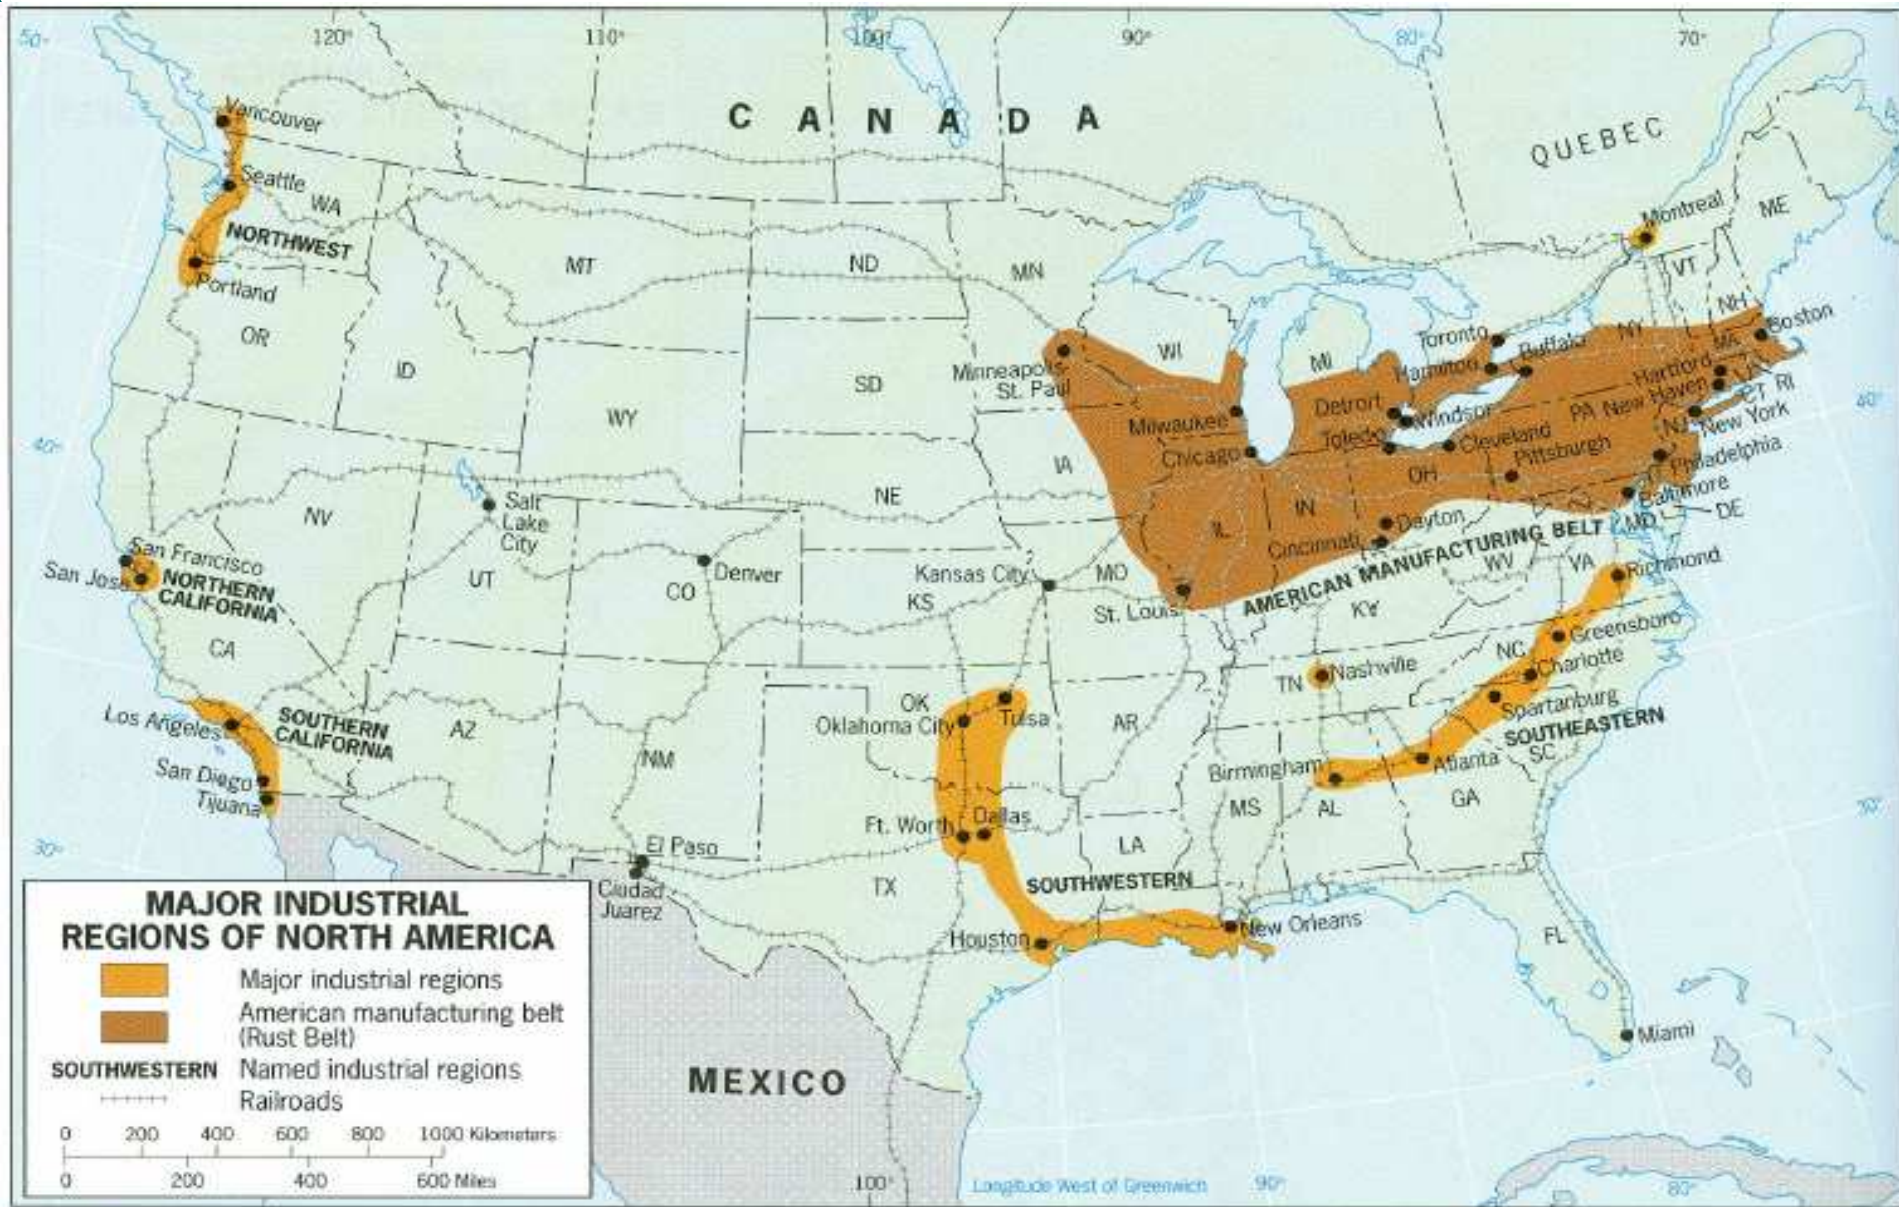 50°
120°
110°
100°
90°
80°
70°
CANADA
QUEBEC
Vancouver
Seattle
WA
NORTHWEST
Portland
OR
MT
ID
WY
ND
SD
NE
MN
WI
MI
IA
Montreal
ME
VT
NH
NY
MA
Boston
Toronto
Buffalo
Hamilton
Hartford
New Haven
CT
RI
PA
NJ
New York
Minneapolis-
St. Paul
Milwaukee
Chicago
Detroit
Windsor
Toledo
Cleveland
Pittsburgh
OH
Philadelphia
Baltimore
MD
DE
40°
40°
IL
IN
Dayton
Cincinnati
AMERICAN MANUFACTURING BELT
WV
VA
Richmond
NV
Salt
Lake
City
UT
Denver
CO
KS
Kansas City
MO
St. Louis
KY
San Francisco
San Jose
NORTHERN
CALIFORNIA
CA
Greensboro
NC
Charlotte
Spartanburg
SOUTHEASTERN
SC
TN
Nashville
Los Angeles
SOUTHERN
CALIFORNIA
San Diego
Tijuana
AZ
NM
OK
Oklahoma City
Tulsa
AR
Birmingham
Atlanta
MS
AL
GA
30°
30°
El Paso
Ciudad
Juarez
TX
Ft. Worth
Dallas
LA
SOUTHWESTERN
Houston
New Orleans
FL
Miami
MEXICO
MAJOR INDUSTRIAL
REGIONS OF NORTH AMERICA
Major industrial regions
American manufacturing belt
(Rust Belt)
SOUTHWESTERN Named industrial regions
Railroads
0 200 400 600 800 1000 Kilometers
0 200 400 600 Miles
100°
Longitude West of Greenwich
90°
80°